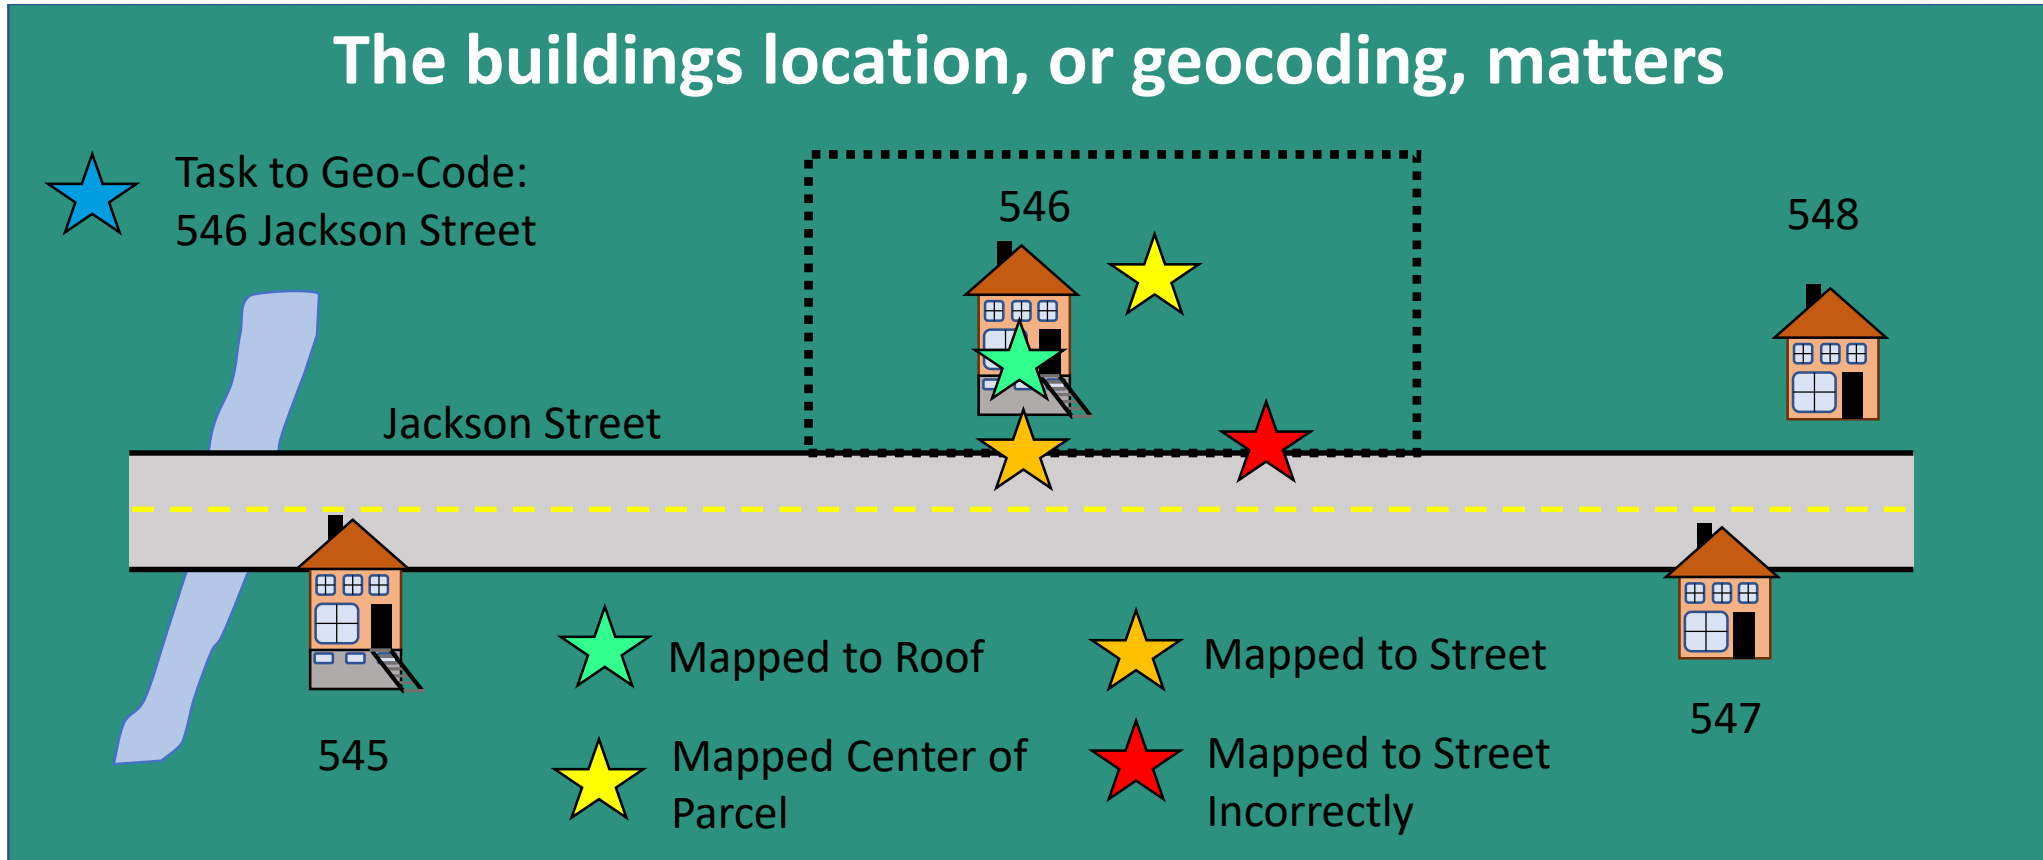 The buildings location, or geocoding, matters
Task to Geo-Code:
546 Jackson Street
546
548
Jackson Street
Mapped to Roof
Mapped to Street
547
545
Mapped Center of
Parcel
Mapped to Street
Incorrectly